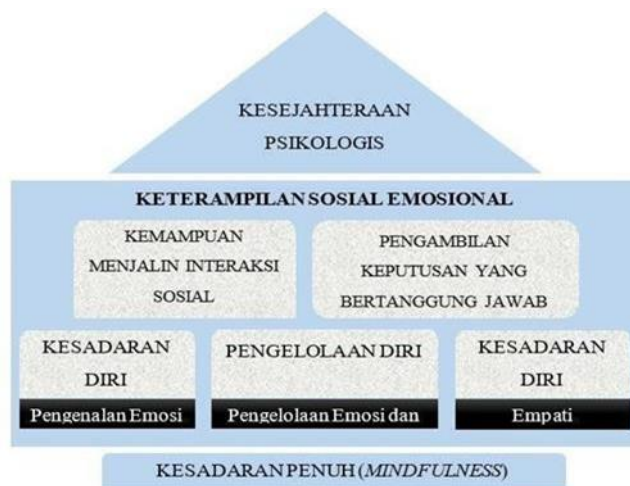 KESEJAHTERAAN
PSIKOLOGIS
KETERAMPILAN SOSIAL EMOSIONAL
KEMAMPUAN
MENJALIN INTERAKSI
SOSIAL
PENGAMBILAN
KEPUTUSAN YANG
BERTANGGUNG JAWAB
KESADARAN
DIRI
Pengenalan Emosi
PENGELOLAAN DIRI
Pengelolaan Emosi dan
KESADARAN
DIRI
Empati
KESADARAN PENUH (MINDFULNESS)